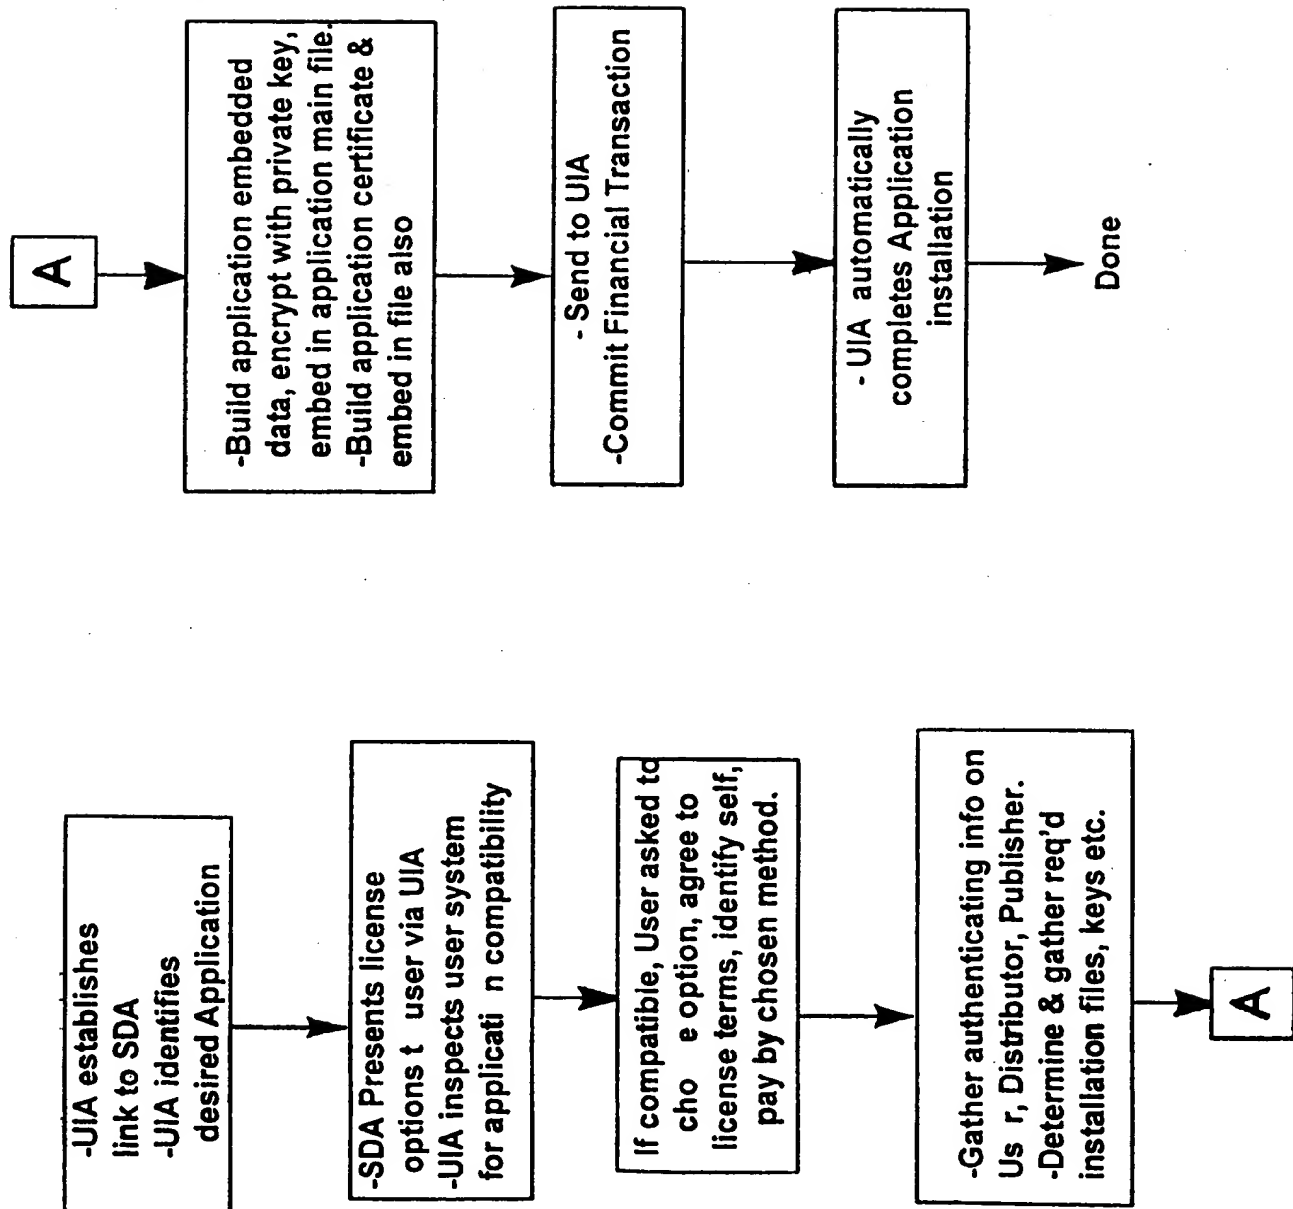 -UIA establishes
link to SDA
-UIA identifies
desired Application
-SDA Presents license
options t user via UIA
-UIA inspects user system
for applicati n compatibility
If compatible, User asked to
cho e option, agree to
license terms, identify self,
pay by chosen method.
-Gather authenticating info on
Us r, Distributor, Publisher.
-Determine & gather req'd
installation files, keys etc.
A
A
-Build application embedded
data, encrypt with private key,
embed in application main file.
-Build application certificate &
embed in file also
- Send to UIA
-Commit Financial Transaction
- UIA automatically
completes Application
installation
Done